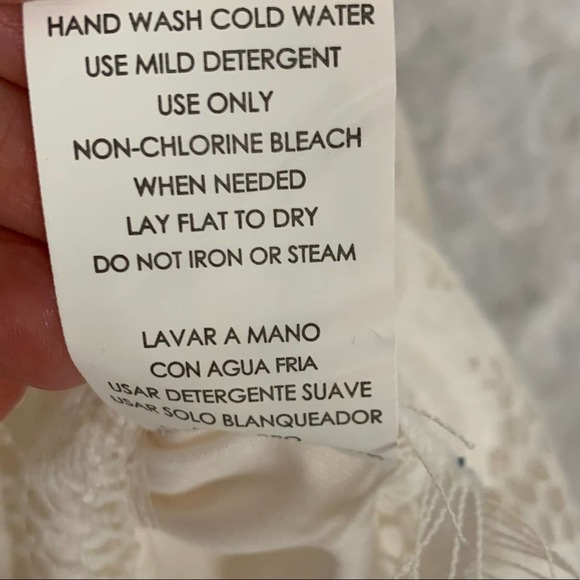 HAND WASH COLD WATER
USE MILD DETERGENT
USE ONLY
NON-CHLORINE BLEACH
WHEN NEEDED
LAY FLAT TO DRY
DO NOT IRON OR STEAM
LAVAR A MANO
CON AGUA FRIA
USAR DETERGENTE SUAVE
USAR SOLO BLANQUEADOR